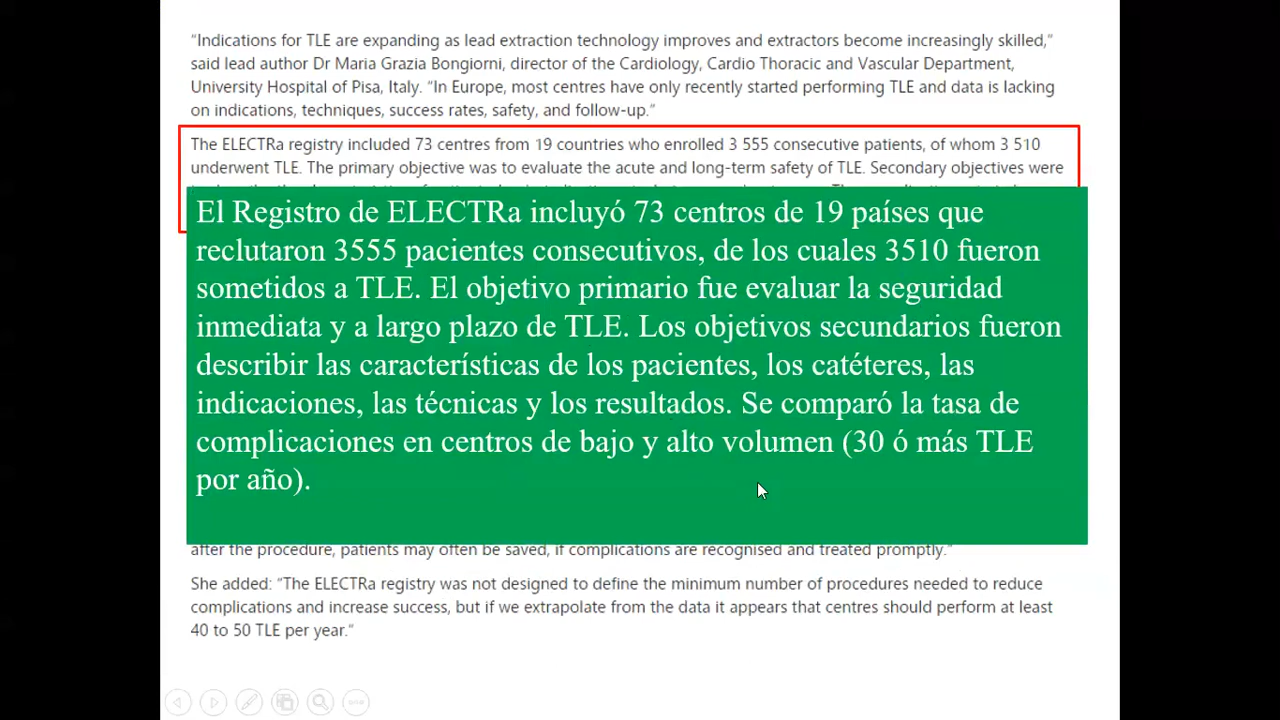 “Indications for TLE are expanding as lead extraction technology improves and extractors become increasingly skilled,”
said lead author Dr Maria Grazia Bongiorni, director of the Cardiology, Cardio Thoracic and Vascular Department,
University Hospital of Pisa, Italy. “In Europe, most centres have only recently started performing TLE and data is lacking
on indications, techniques, success rates, safety, and follow-up.”
The ELECTRa registry included 73 centres from 19 countries who enrolled 3 555 consecutive patients, of whom 3 510
underwent TLE. The primary objective was to evaluate the acute and long-term safety of TLE. Secondary objectives were
El Registro de ELECTRa incluyó 73 centros de 19 países que
reclutaron 3555 pacientes consecutivos, de los cuales 3510 fueron
sometidos a TLE. El objetivo primario fue evaluar la seguridad
inmediata y a largo plazo de TLE. Los objetivos secundarios fueron
describir las características de los pacientes, los catéteres, las
indicaciones, las técnicas y los resultados. Se comparó la tasa de
complicaciones en centros de bajo y alto volumen (30 ó más TLE
por año).
after the procedure, patients may often be saved, if complications are recognised and treated promptly.”
She added: “The ELECTRa registry was not designed to define the minimum number of procedures needed to reduce
complications and increase success, but if we extrapolate from the data it appears that centres should perform at least
40 to 50 TLE per year.”